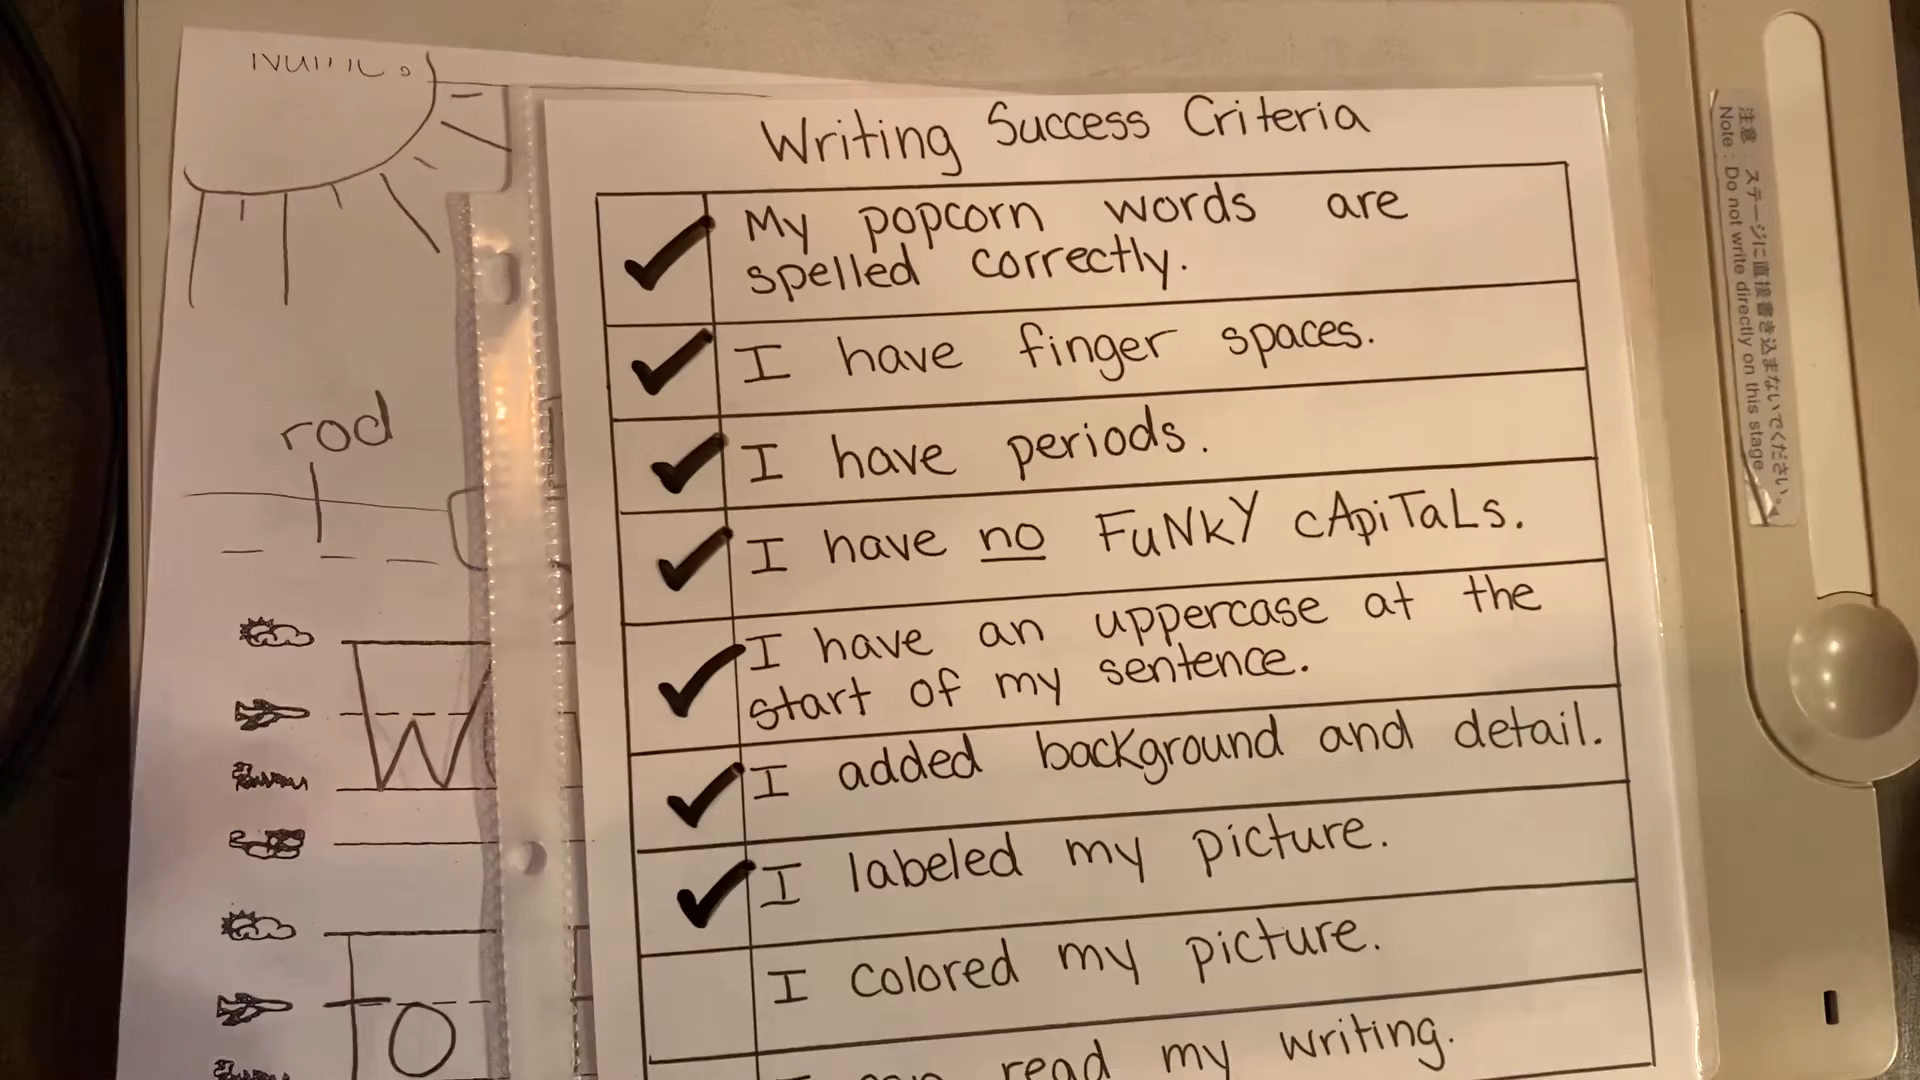 Writing Success Criteria
My popcorn words are
spelled correctly.
I have finger spaces.
I have periods.
I have no FuNkY cApiTaLs.
I have an uppercase at the
start of my sentence.
I added background and detail.
I labeled my picture.
I colored my picture.
read my writing.
rod
W
to
注意：ステージに直接書き込まないでください。
Note : Do not write directly on this stage